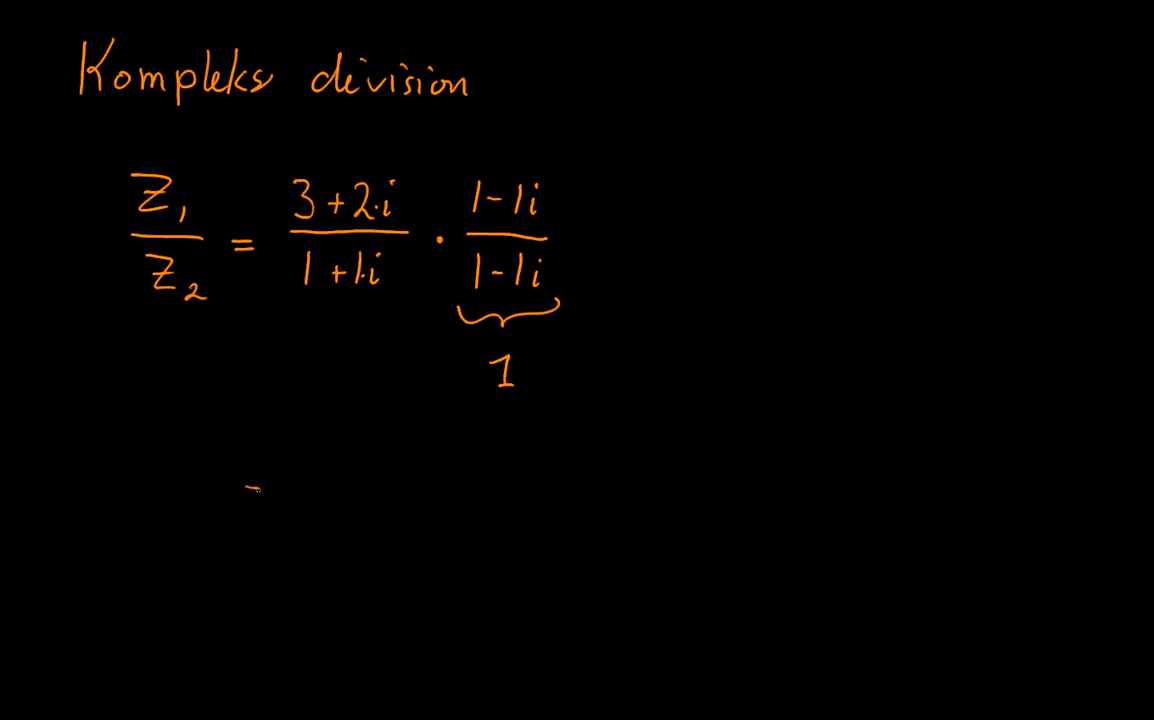 Kompleks division
Z₁/Z₂ = (3+2·i)/(1+1·i) · (1-1i)/(1-1i)
1